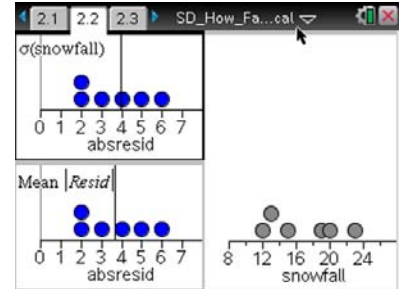 2.1 2.2 2.3 SD_How_Fa...cal
σ(snowfall)
0 1 2 3 4 5 6 7
absresid
Mean |Resid|
0 1 2 3 4 5 6 7
absresid
8 12 16 20 24
snowfall